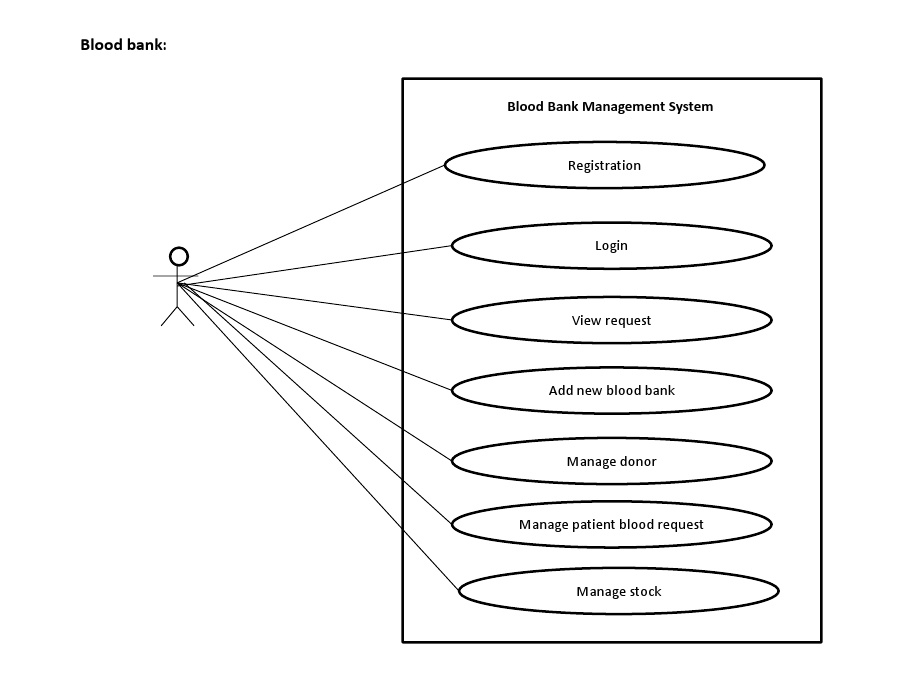 Blood bank:
Blood Bank Management System
Registration
Login
View request
Add new blood bank
Manage donor
Manage patient blood request
Manage stock